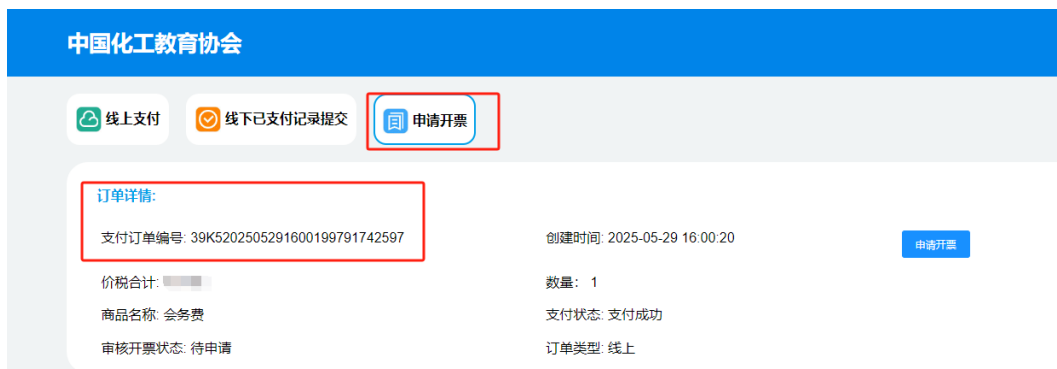 中国化工教育协会
线上支付 线下已支付记录提交 申请开票
订单详情:
支付订单编号: 39K5202505291600199791742597 创建时间: 2025-05-29 16:00:20 申请开票
价税合计: 数量： 1
商品名称: 会务费 支付状态: 支付成功
审核开票状态: 待申请 订单类型: 线上